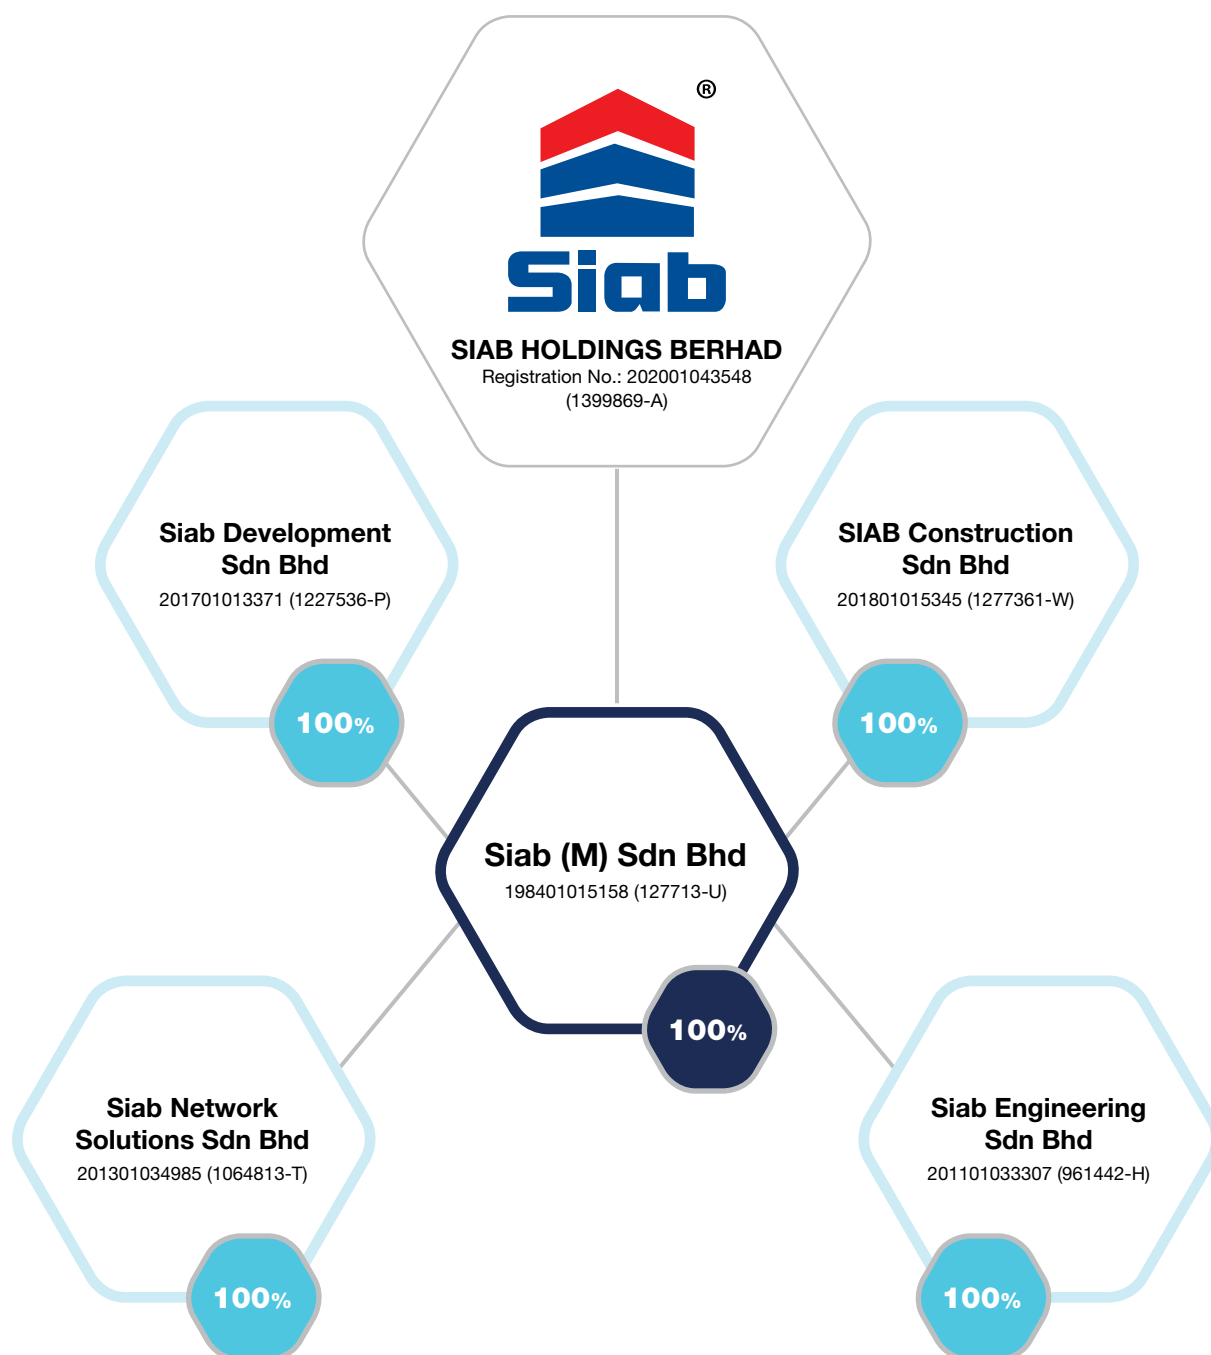 ®
Siab
SIAB HOLDINGS BERHAD
Registration No.: 202001043548
(1399869-A)
Siab Development
Sdn Bhd
201701013371 (1227536-P)
100%
SIAB Construction
Sdn Bhd
201801015345 (1277361-W)
100%
Siab (M) Sdn Bhd
198401015158 (127713-U)
100%
Siab Network
Solutions Sdn Bhd
201301034985 (1064813-T)
100%
Siab Engineering
Sdn Bhd
201101033307 (961442-H)
100%